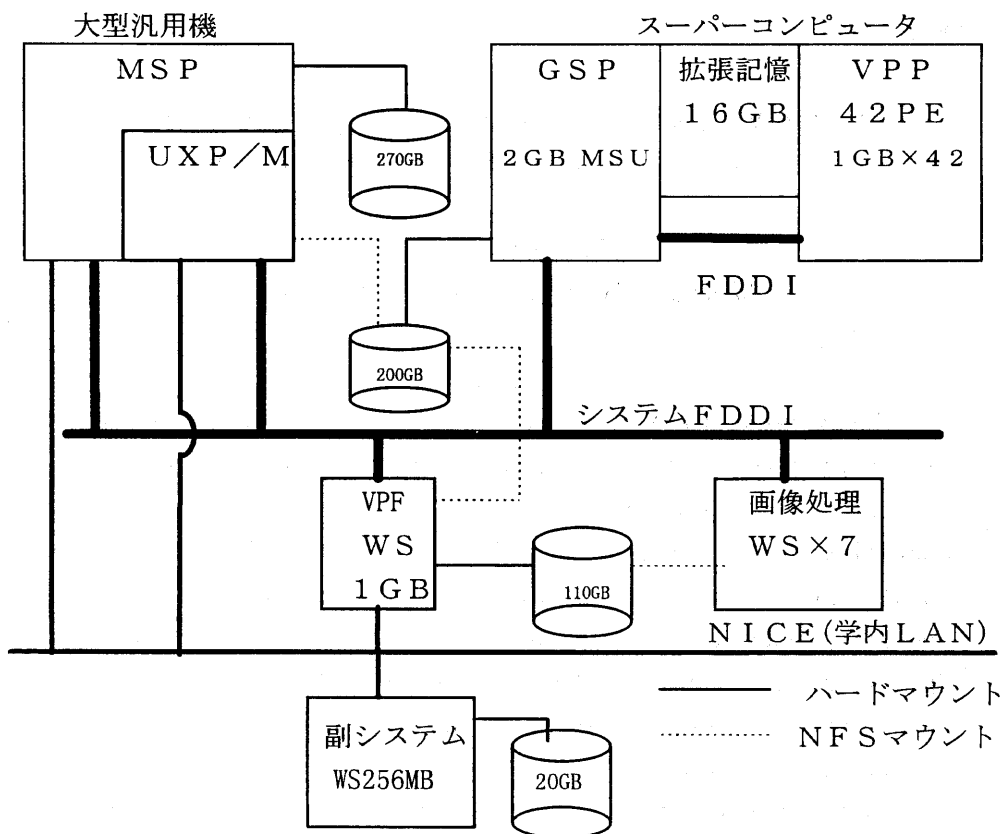 大型汎用機
スーパーコンピュータ
MSP
UXP/M
270GB
GSP
2GB MSU
拡張記憶
16GB
VPP
42PE
1GB×42
FDDI
200GB
システムFDDI
VPF
WS
1GB
110GB
画像処理
WS×7
NICE(学内LAN)
副システム
WS256MB
20GB
ハードマウント
NFSマウント